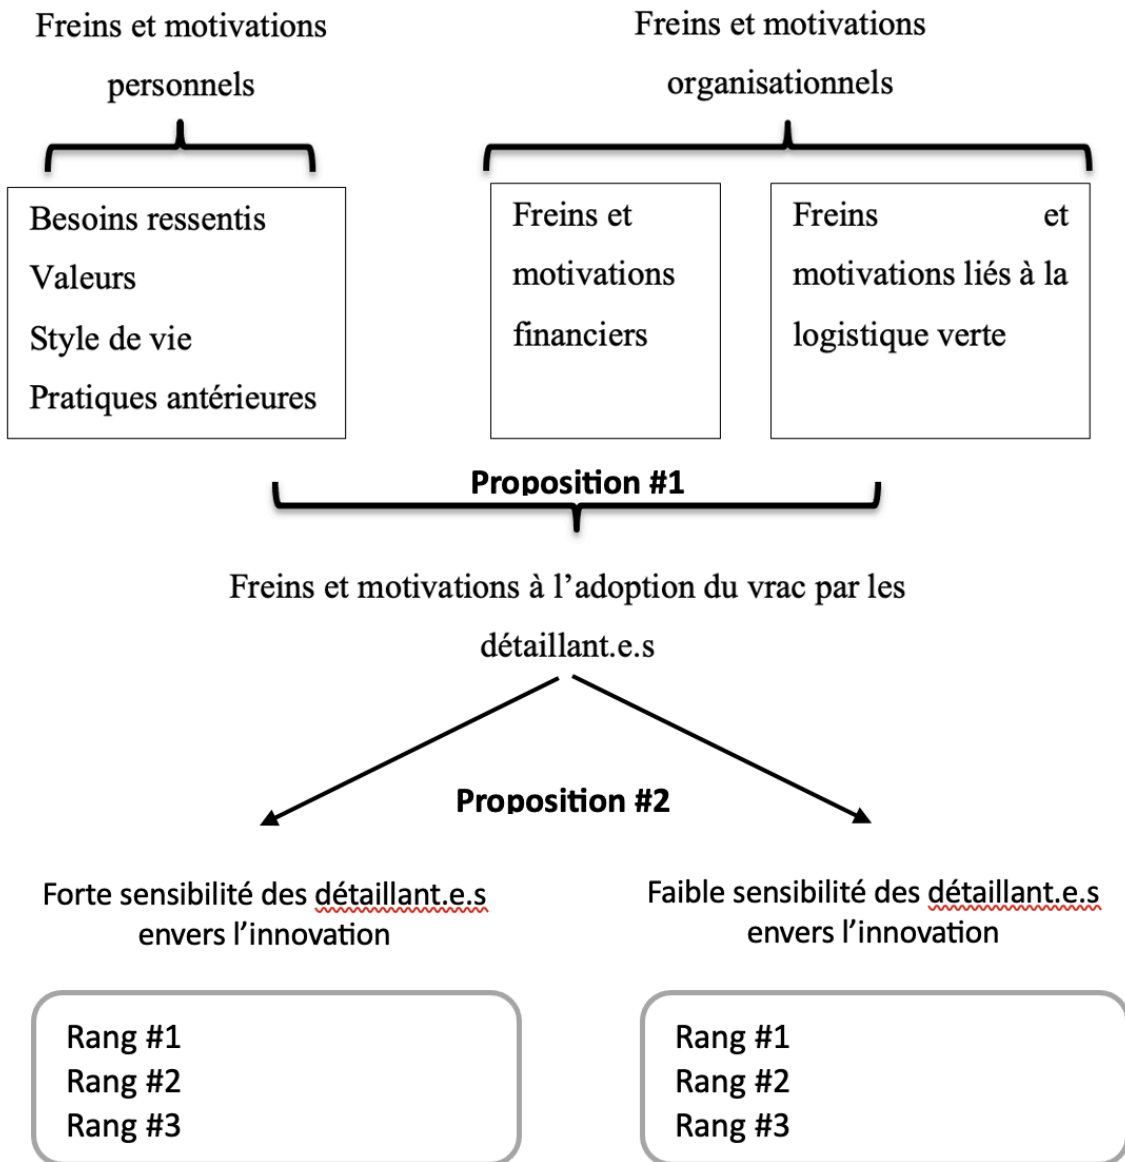 Freins et motivations
personnels
Freins et motivations
organisationnels
Besoins ressentis
Valeurs
Style de vie
Pratiques antérieures
Freins et
motivations
financiers
Freins et
motivations liés à la
logistique verte
Proposition #1
Freins et motivations à l’adoption du vrac par les
détaillant.e.s
Proposition #2
Forte sensibilité des détaillant.e.s
envers l’innovation
Faible sensibilité des détaillant.e.s
envers l’innovation
Rang #1
Rang #2
Rang #3
Rang #1
Rang #2
Rang #3